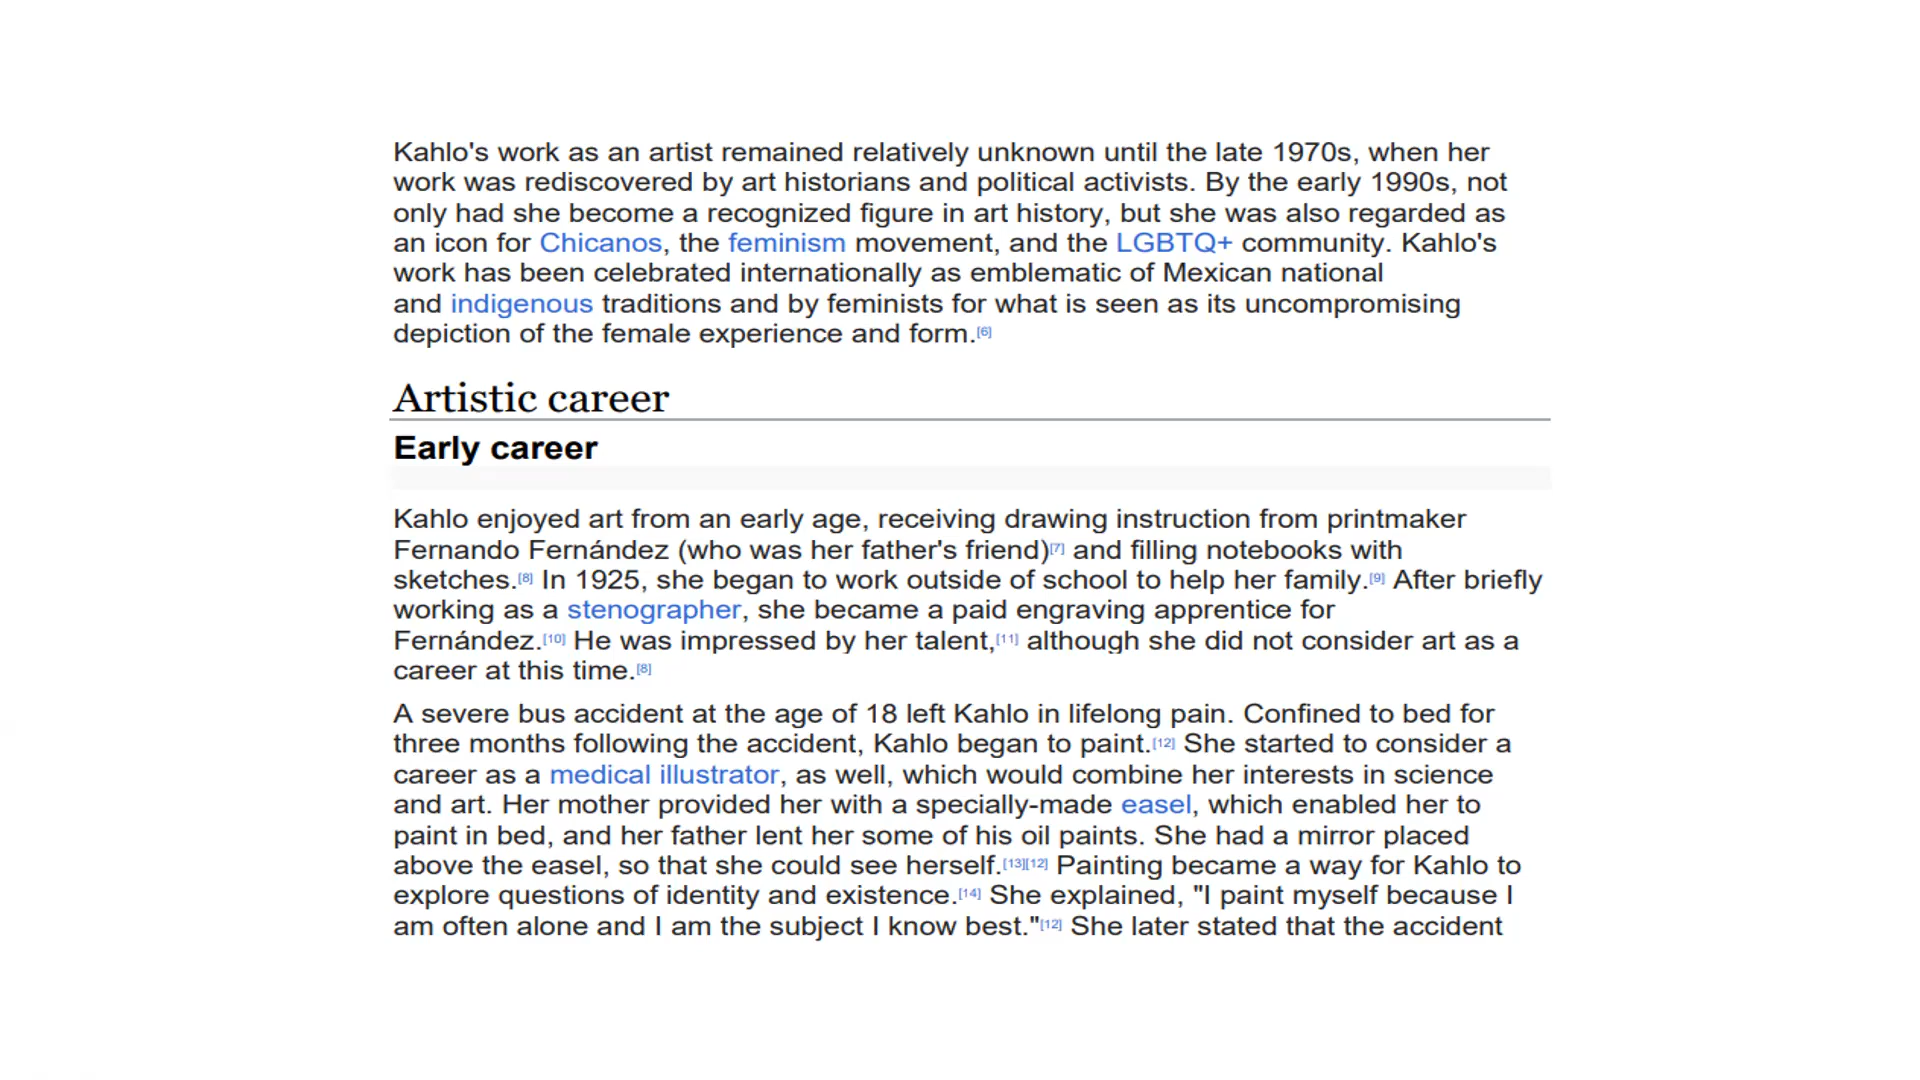 Kahlo's work as an artist remained relatively unknown until the late 1970s, when her
work was rediscovered by art historians and political activists. By the early 1990s, not
only had she become a recognized figure in art history, but she was also regarded as
an icon for Chicanos, the feminism movement, and the LGBTQ+ community. Kahlo's
work has been celebrated internationally as emblematic of Mexican national
and indigenous traditions and by feminists for what is seen as its uncompromising
depiction of the female experience and form.[6]
Artistic career
Early career
Kahlo enjoyed art from an early age, receiving drawing instruction from printmaker
Fernando Fernández (who was her father's friend)[7] and filling notebooks with
sketches.[8] In 1925, she began to work outside of school to help her family.[9] After briefly
working as a stenographer, she became a paid engraving apprentice for
Fernández.[10] He was impressed by her talent,[11] although she did not consider art as a
career at this time.[8]
A severe bus accident at the age of 18 left Kahlo in lifelong pain. Confined to bed for
three months following the accident, Kahlo began to paint.[12] She started to consider a
career as a medical illustrator, as well, which would combine her interests in science
and art. Her mother provided her with a specially-made easel, which enabled her to
paint in bed, and her father lent her some of his oil paints. She had a mirror placed
above the easel, so that she could see herself.[13][12] Painting became a way for Kahlo to
explore questions of identity and existence.[14] She explained, "I paint myself because I
am often alone and I am the subject I know best."[12] She later stated that the accident